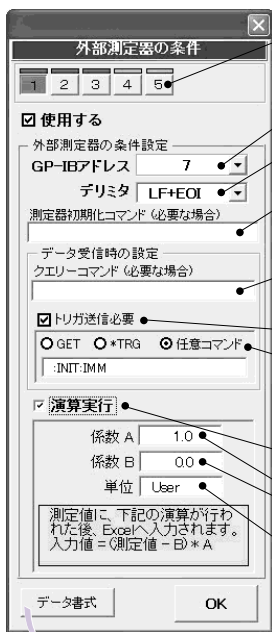 外部測定器の条件
1 2 3 4 5
使用する
外部測定器の条件設定
GP-IBアドレス 7
デリミタ LF+EOI
測定器初期化コマンド (必要な場合)
データ受信時の設定
クエリーコマンド (必要な場合)
トリガ送信必要
GET *TRG 任意コマンド
:INIT:IMM
演算実行
係数 A 1.0
係数 B 0.0
単位 User
測定値に、下記の演算が行わ
れた後、Excelへ入力されます。
入力値 = (測定値 - B) * A
データ書式 OK